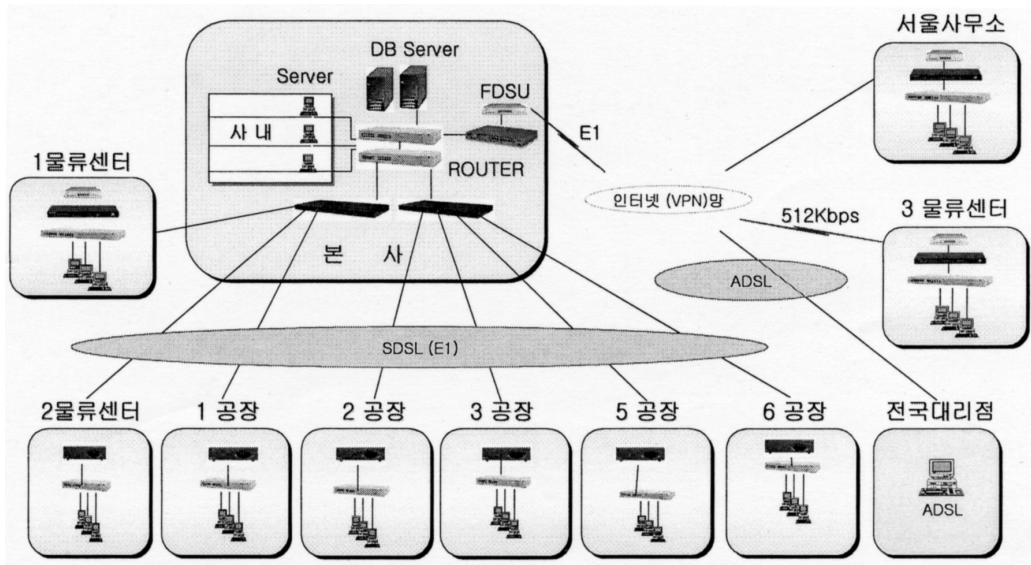 서울사무소
DB Server
Server
FDSU
사 내
E1
ROUTER
1물류센터
인터넷 (VPN)망
512Kbps
3 물류센터
본 사
ADSL
SDSL (E1)
2물류센터
1 공장
2 공장
3 공장
5 공장
6 공장
전국대리점
ADSL